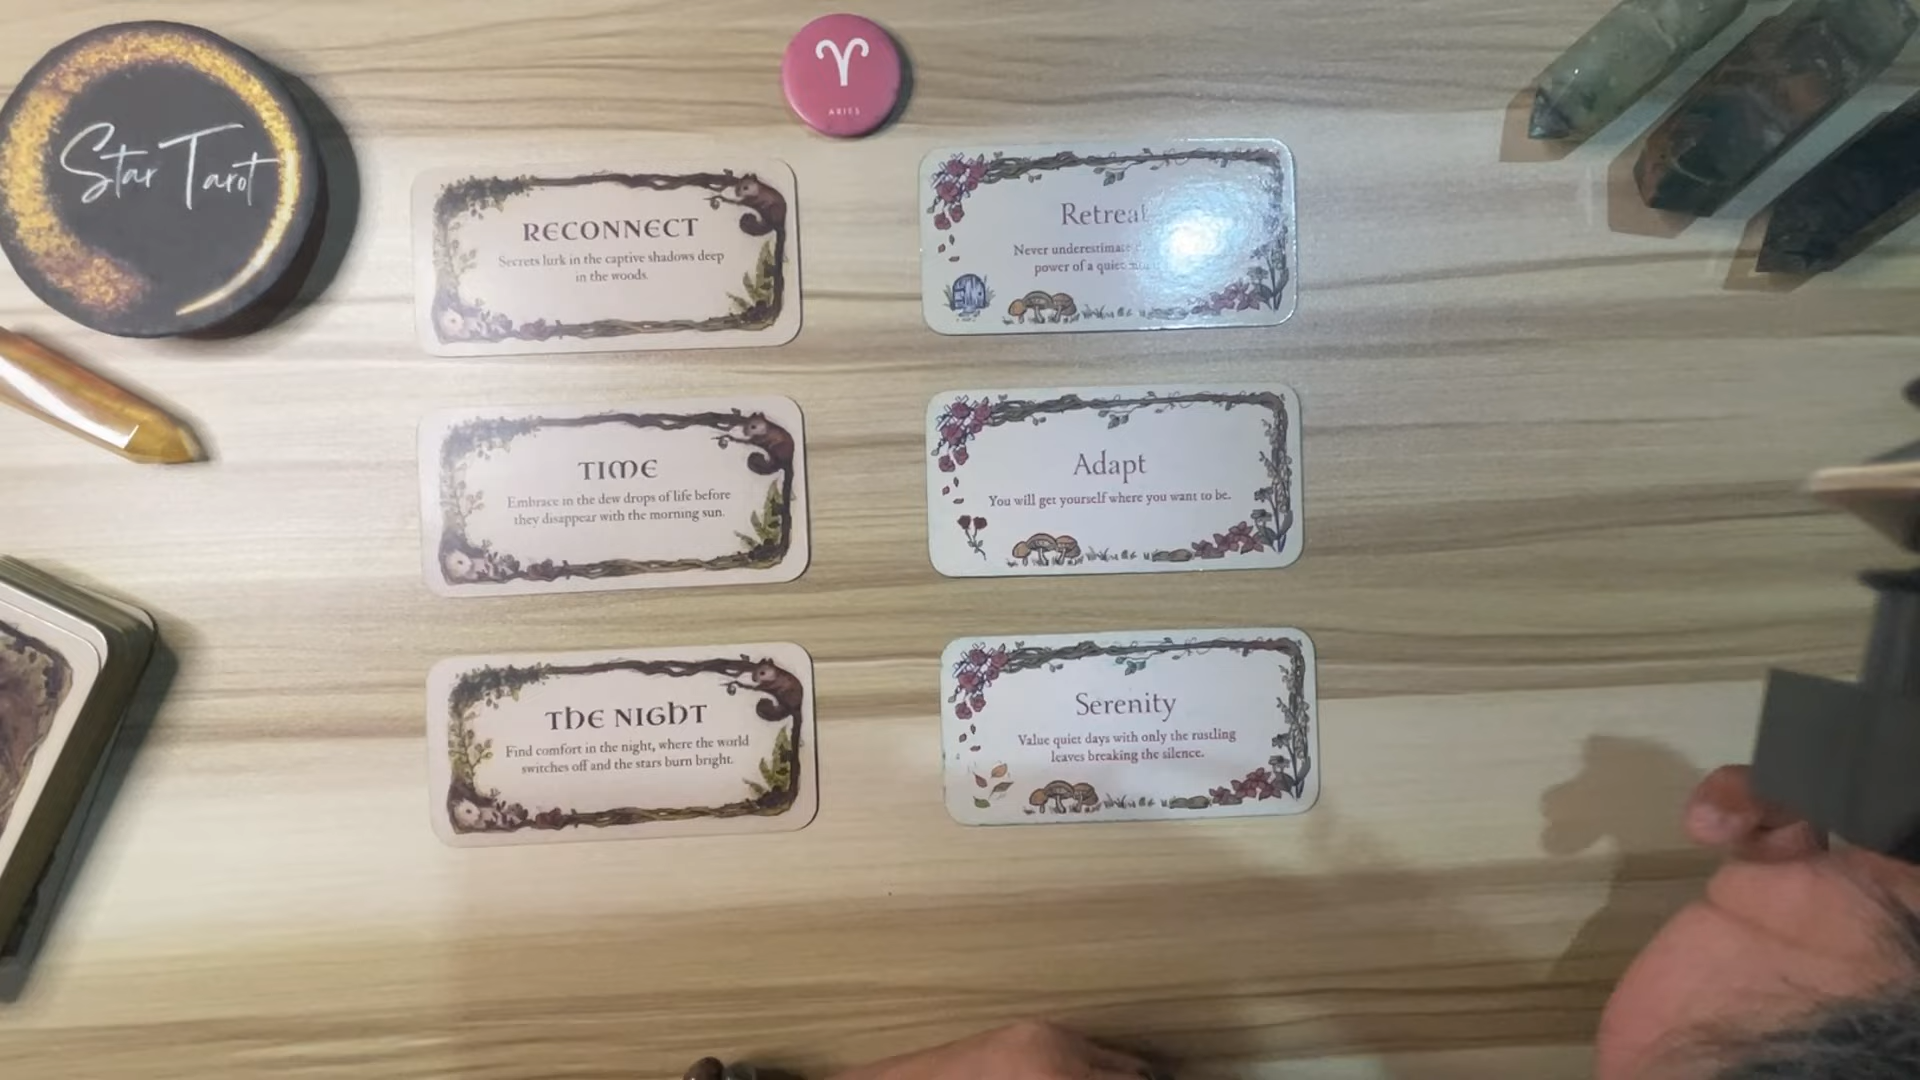 Star Tarot
ARIES
RECONNECT
Secrets lurk in the captive shadows deep
in the woods.
Retreat
Never underestimate
power of a quiet
TIME
Embrace in the dew drops of life before
they disappear with the morning sun.
Adapt
You will get yourself where you want to be.
THE NIGHT
Find comfort in the night, where the world
switches off and the stars burn bright.
Serenity
Value quiet days with only the rustling
leaves breaking the silence.